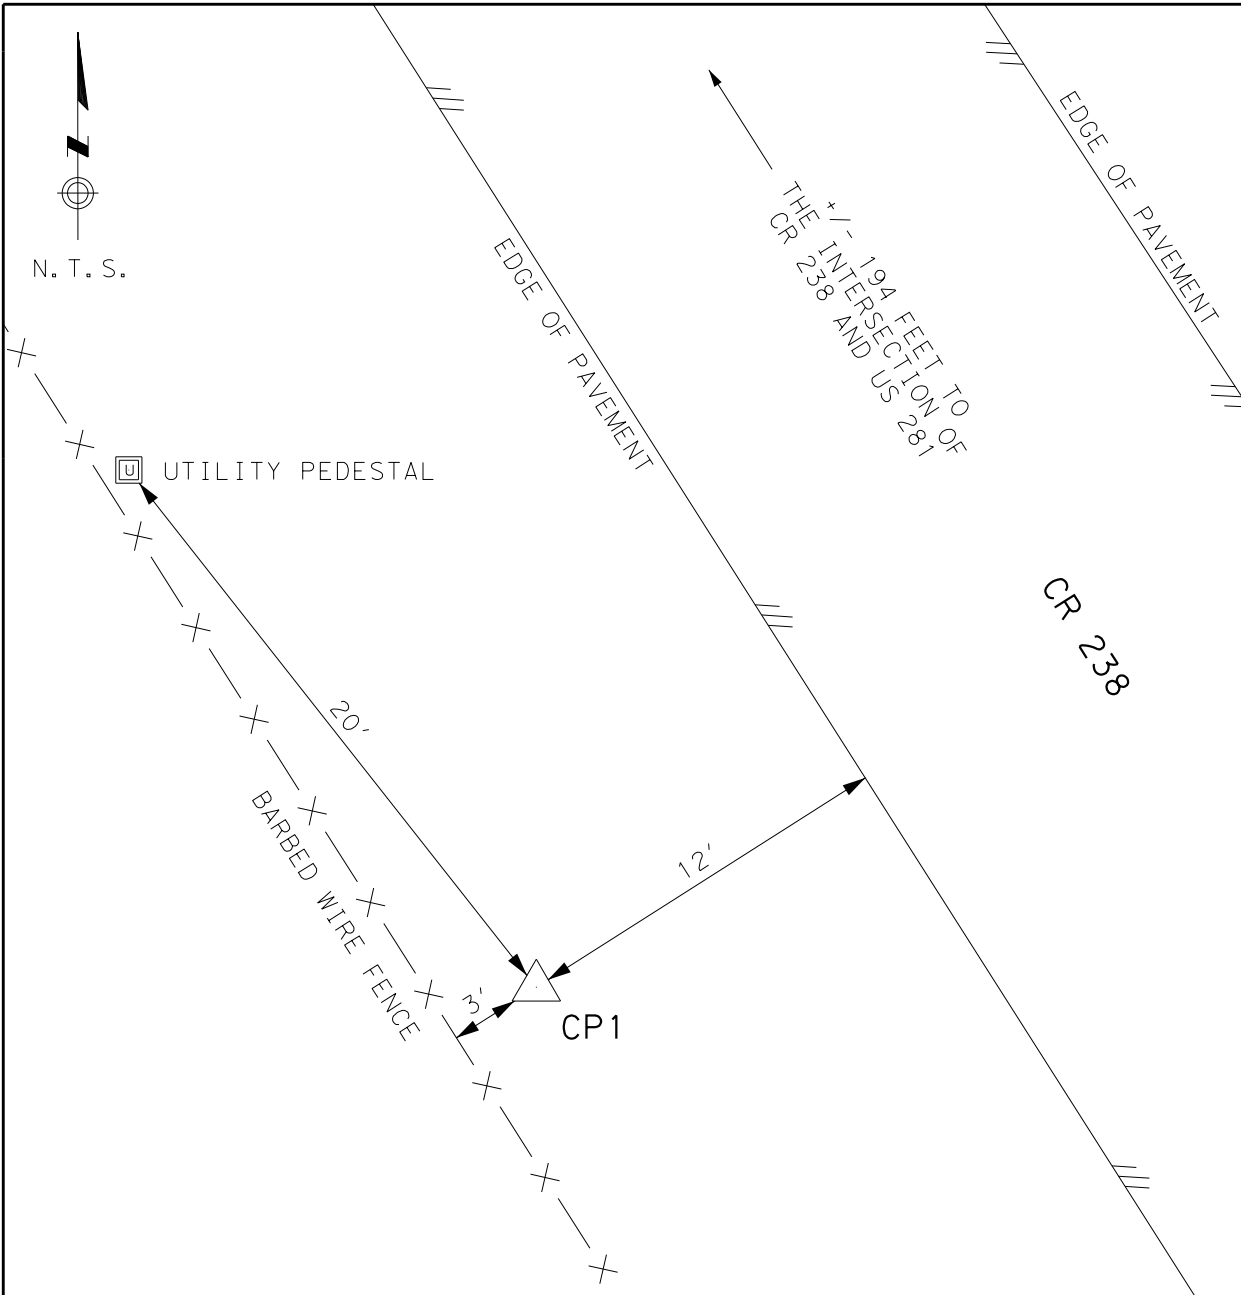 EDGE OF PAVEMENT
+/- 194 FEET TO
THE INTERSECTION OF
CR 238 AND US 281
N.T.S.
EDGE OF PAVEMENT
U
UTILITY PEDESTAL
CR 238
20'
BARBED WIRE FENCE
12'
3'
CP1